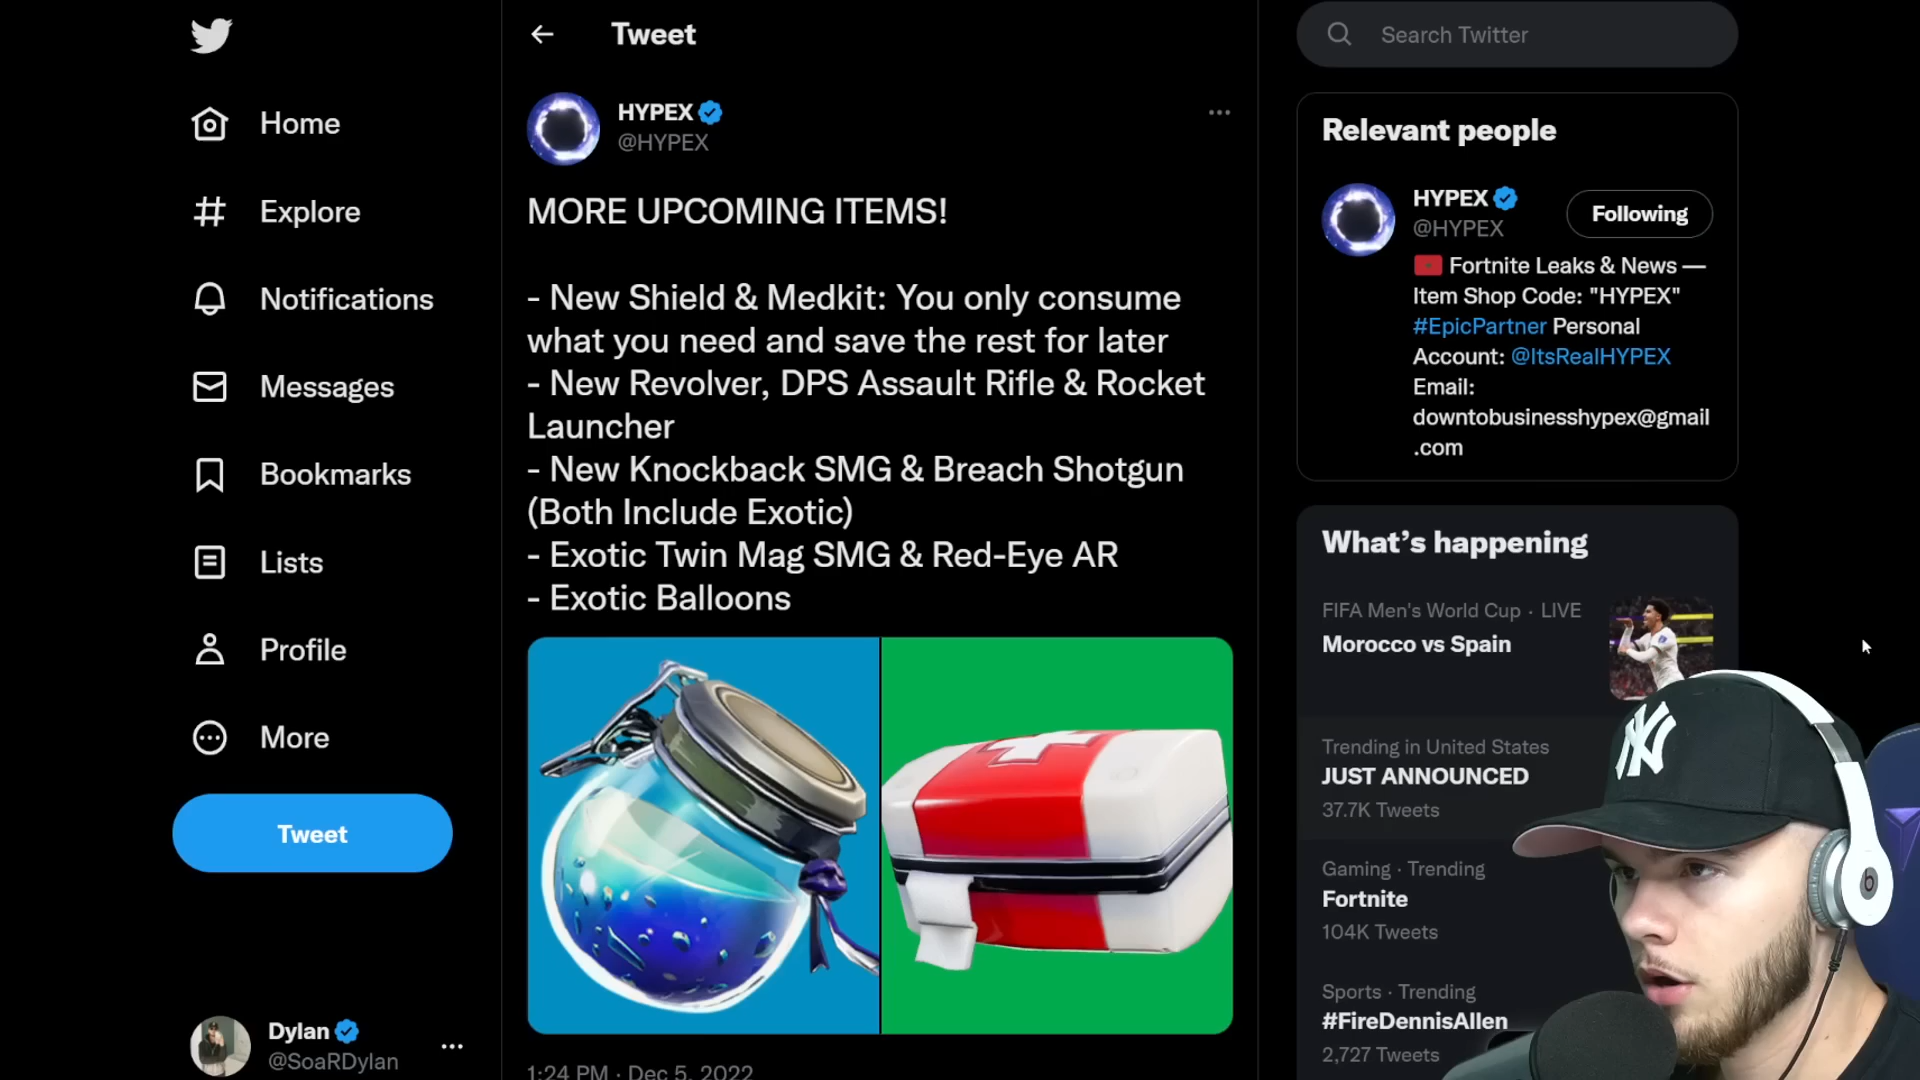 Home
Explore
Notifications
Messages
Bookmarks
Lists
Profile
More
Tweet
Dylan
@SoaRDylan
Tweet
HYPEX
@HYPEX
MORE UPCOMING ITEMS!
- New Shield & Medkit: You only consume
what you need and save the rest for later
- New Revolver, DPS Assault Rifle & Rocket
Launcher
- New Knockback SMG & Breach Shotgun
(Both Include Exotic)
- Exotic Twin Mag SMG & Red-Eye AR
- Exotic Balloons
1:24 PM · Dec 5, 2022
Search Twitter
Relevant people
HYPEX
@HYPEX
Following
Fortnite Leaks & News —
Item Shop Code: "HYPEX"
#EpicPartner Personal
Account: @ItsRealHYPEX
Email:
downtobusinesshypex@gmail
.com
What's happening
FIFA Men's World Cup · LIVE
Morocco vs Spain
Trending in United States
JUST ANNOUNCED
37.7K Tweets
Gaming · Trending
Fortnite
104K Tweets
Sports · Trending
#FireDennisAllen
2,727 Tweets
NY
b